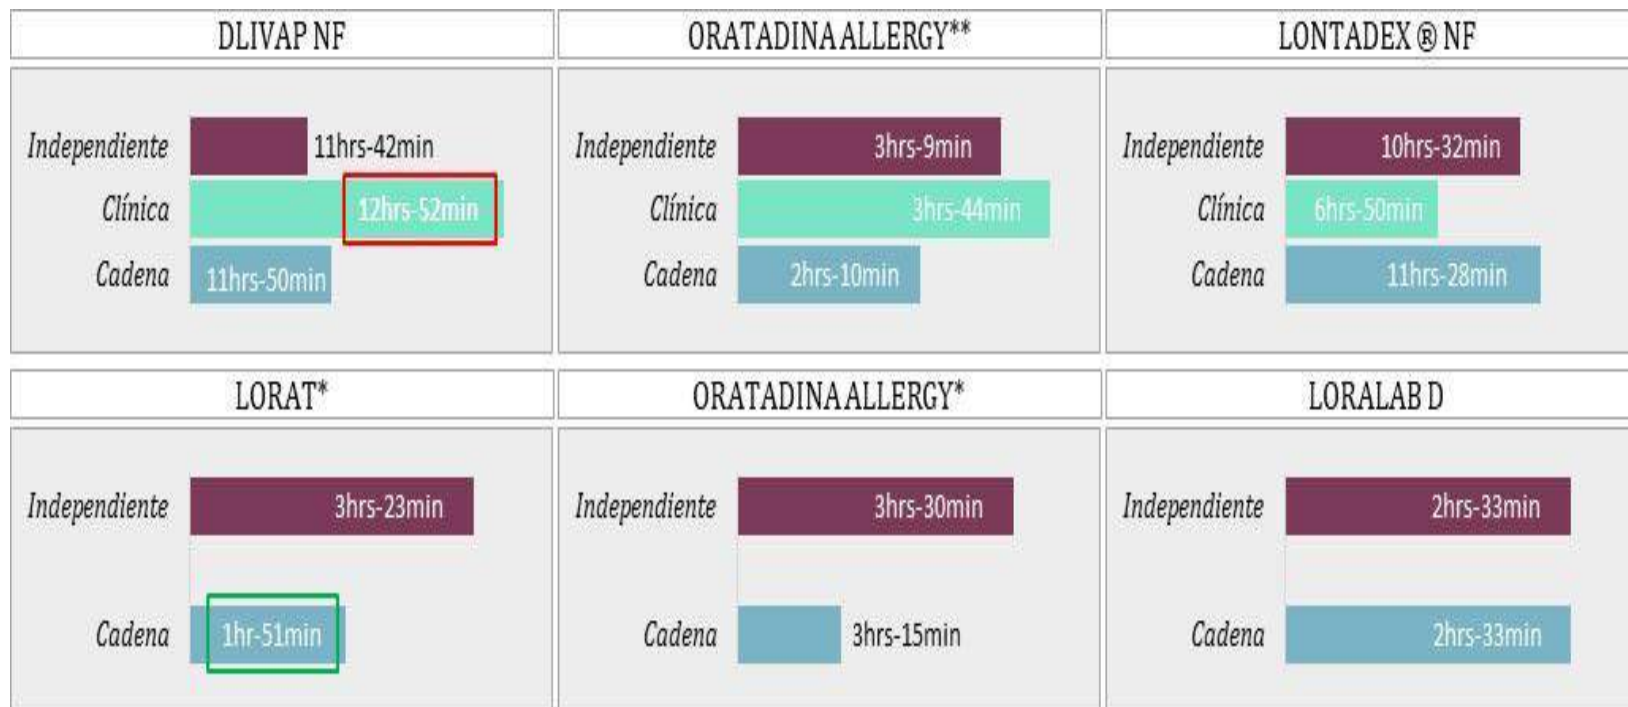 DLIVAP NF
Independiente 11hrs-42min
Clínica 12hrs-52min
Cadena 11hrs-50min
ORATADINA ALLERGY**
Independiente 3hrs-9min
Clínica 3hrs-44min
Cadena 2hrs-10min
LONTADEX ® NF
Independiente 10hrs-32min
Clínica 6hrs-50min
Cadena 11hrs-28min
LORAT*
Independiente 3hrs-23min
Cadena 1hr-51min
ORATADINA ALLERGY*
Independiente 3hrs-30min
Cadena 3hrs-15min
LORALAB D
Independiente 2hrs-33min
Cadena 2hrs-33min